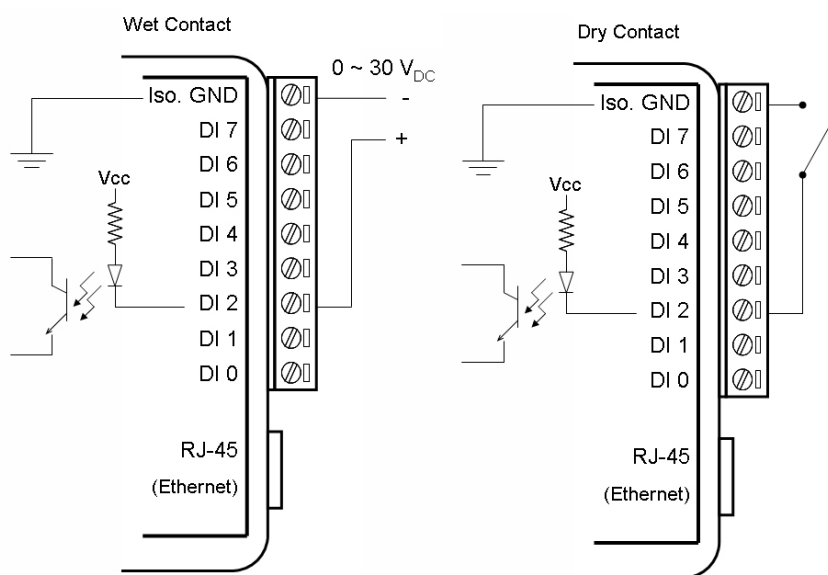 Wet Contact
0 ~ 30 VDC
Iso. GND
-
DI 7
+
DI 6
Vcc
DI 5
DI 4
DI 3
DI 2
DI 1
DI 0
RJ-45
(Ethernet)
Dry Contact
Iso. GND
DI 7
DI 6
Vcc
DI 5
DI 4
DI 3
DI 2
DI 1
DI 0
RJ-45
(Ethernet)